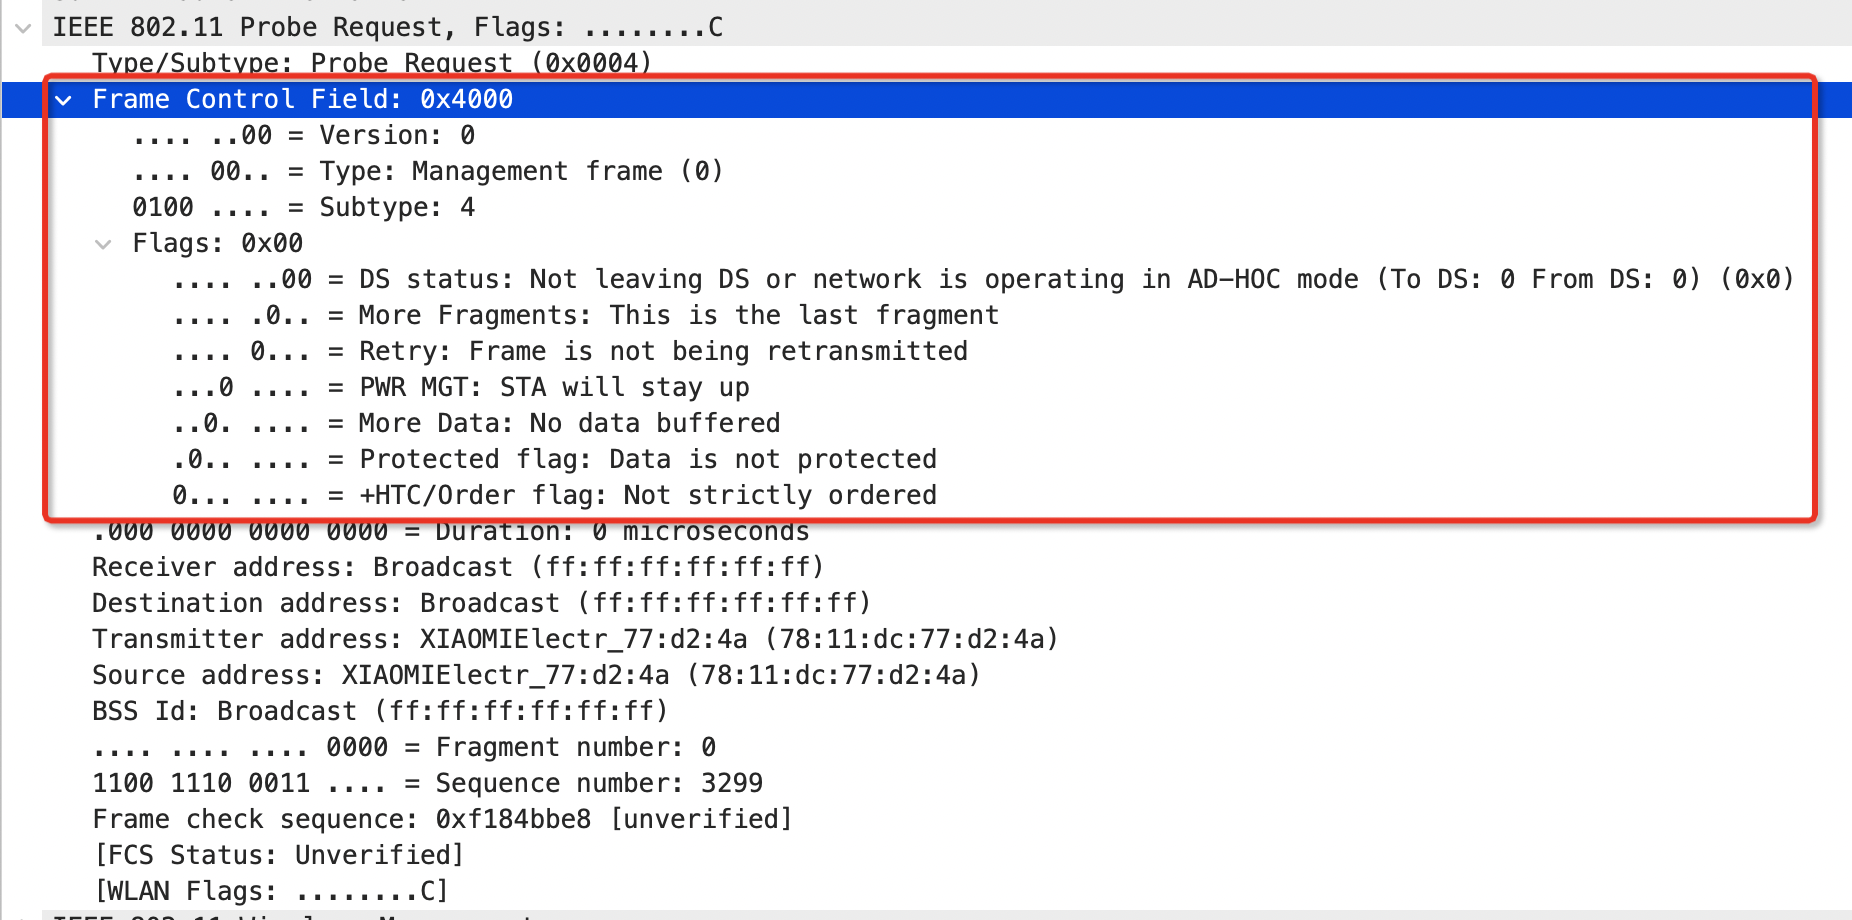 IEEE 802.11 Probe Request, Flags: ........C
Type/Subtype: Probe Request (0x0004)
Frame Control Field: 0x4000
.... ..00 = Version: 0
.... 00.. = Type: Management frame (0)
0100 .... = Subtype: 4
Flags: 0x00
.... ..00 = DS status: Not leaving DS or network is operating in AD-HOC mode (To DS: 0 From DS: 0) (0x0)
.... .0.. = More Fragments: This is the last fragment
.... 0... = Retry: Frame is not being retransmitted
...0 .... = PWR MGT: STA will stay up
..0. .... = More Data: No data buffered
.0.. .... = Protected flag: Data is not protected
0... .... = +HTC/Order flag: Not strictly ordered
.000 0000 0000 0000 = Duration: 0 microseconds
Receiver address: Broadcast (ff:ff:ff:ff:ff:ff)
Destination address: Broadcast (ff:ff:ff:ff:ff:ff)
Transmitter address: XIAOMIElectr_77:d2:4a (78:11:dc:77:d2:4a)
Source address: XIAOMIElectr_77:d2:4a (78:11:dc:77:d2:4a)
BSS Id: Broadcast (ff:ff:ff:ff:ff:ff)
.... .... .... 0000 = Fragment number: 0
1100 1110 0011 .... = Sequence number: 3299
Frame check sequence: 0xf184bbe8 [unverified]
[FCS Status: Unverified]
[WLAN Flags: ........C]
IEEE 802.11 Wireless